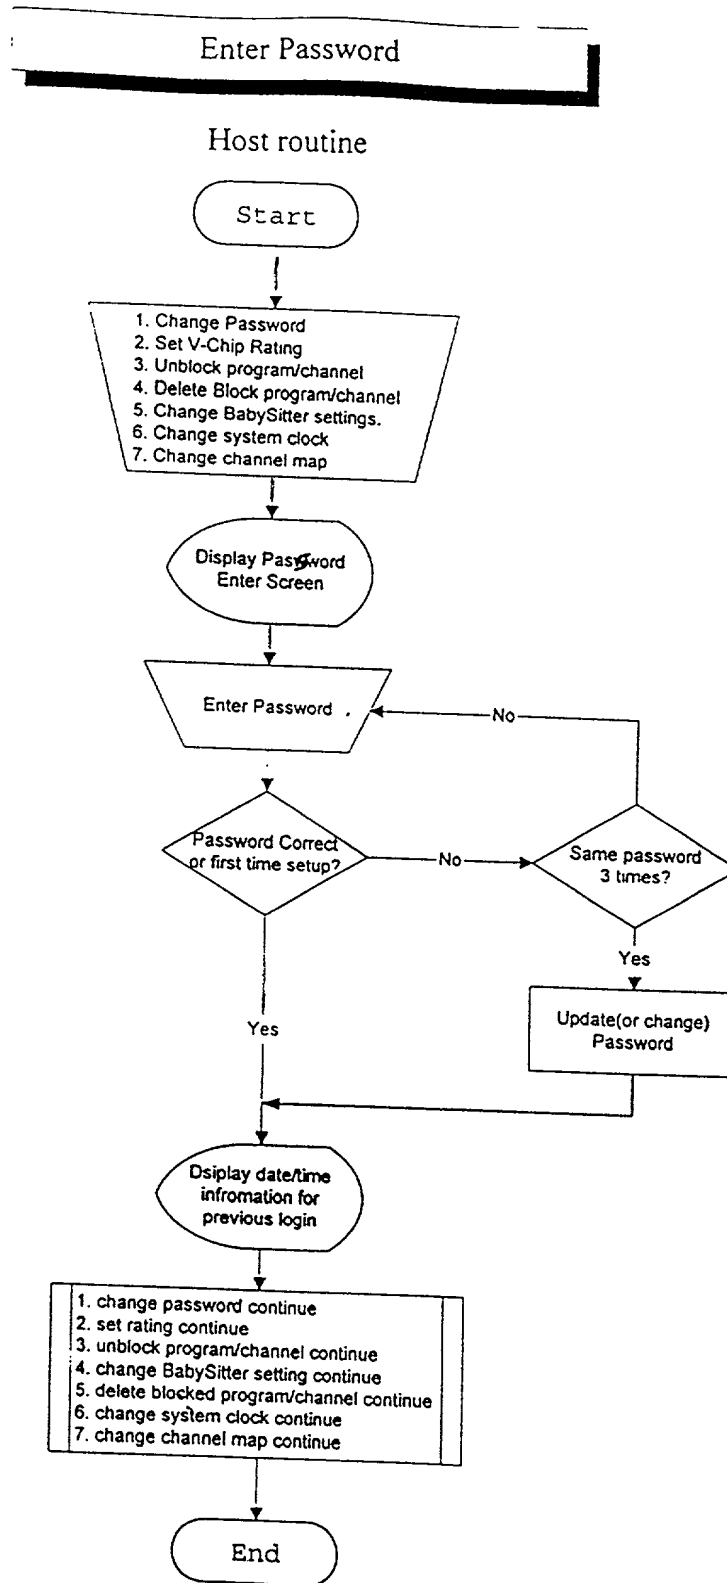 Enter Password
Host routine
Start
1. Change Password
2. Set V-Chip Rating
3. Unblock program/channel
4. Delete Block program/channel
5. Change BabySitter settings.
6. Change system clock
7. Change channel map
Display Password
Enter Screen
Enter Password
No
Password Correct
or first time setup?
No
Same password
3 times?
Yes
Yes
Update(or change)
Password
Dsiplay date/time
infromation for
previous login
1. change password continue
2. set rating continue
3. unblock program/channel continue
4. change BabySitter setting continue
5. delete blocked program/channel continue
6. change system clock continue
7. change channel map continue
End